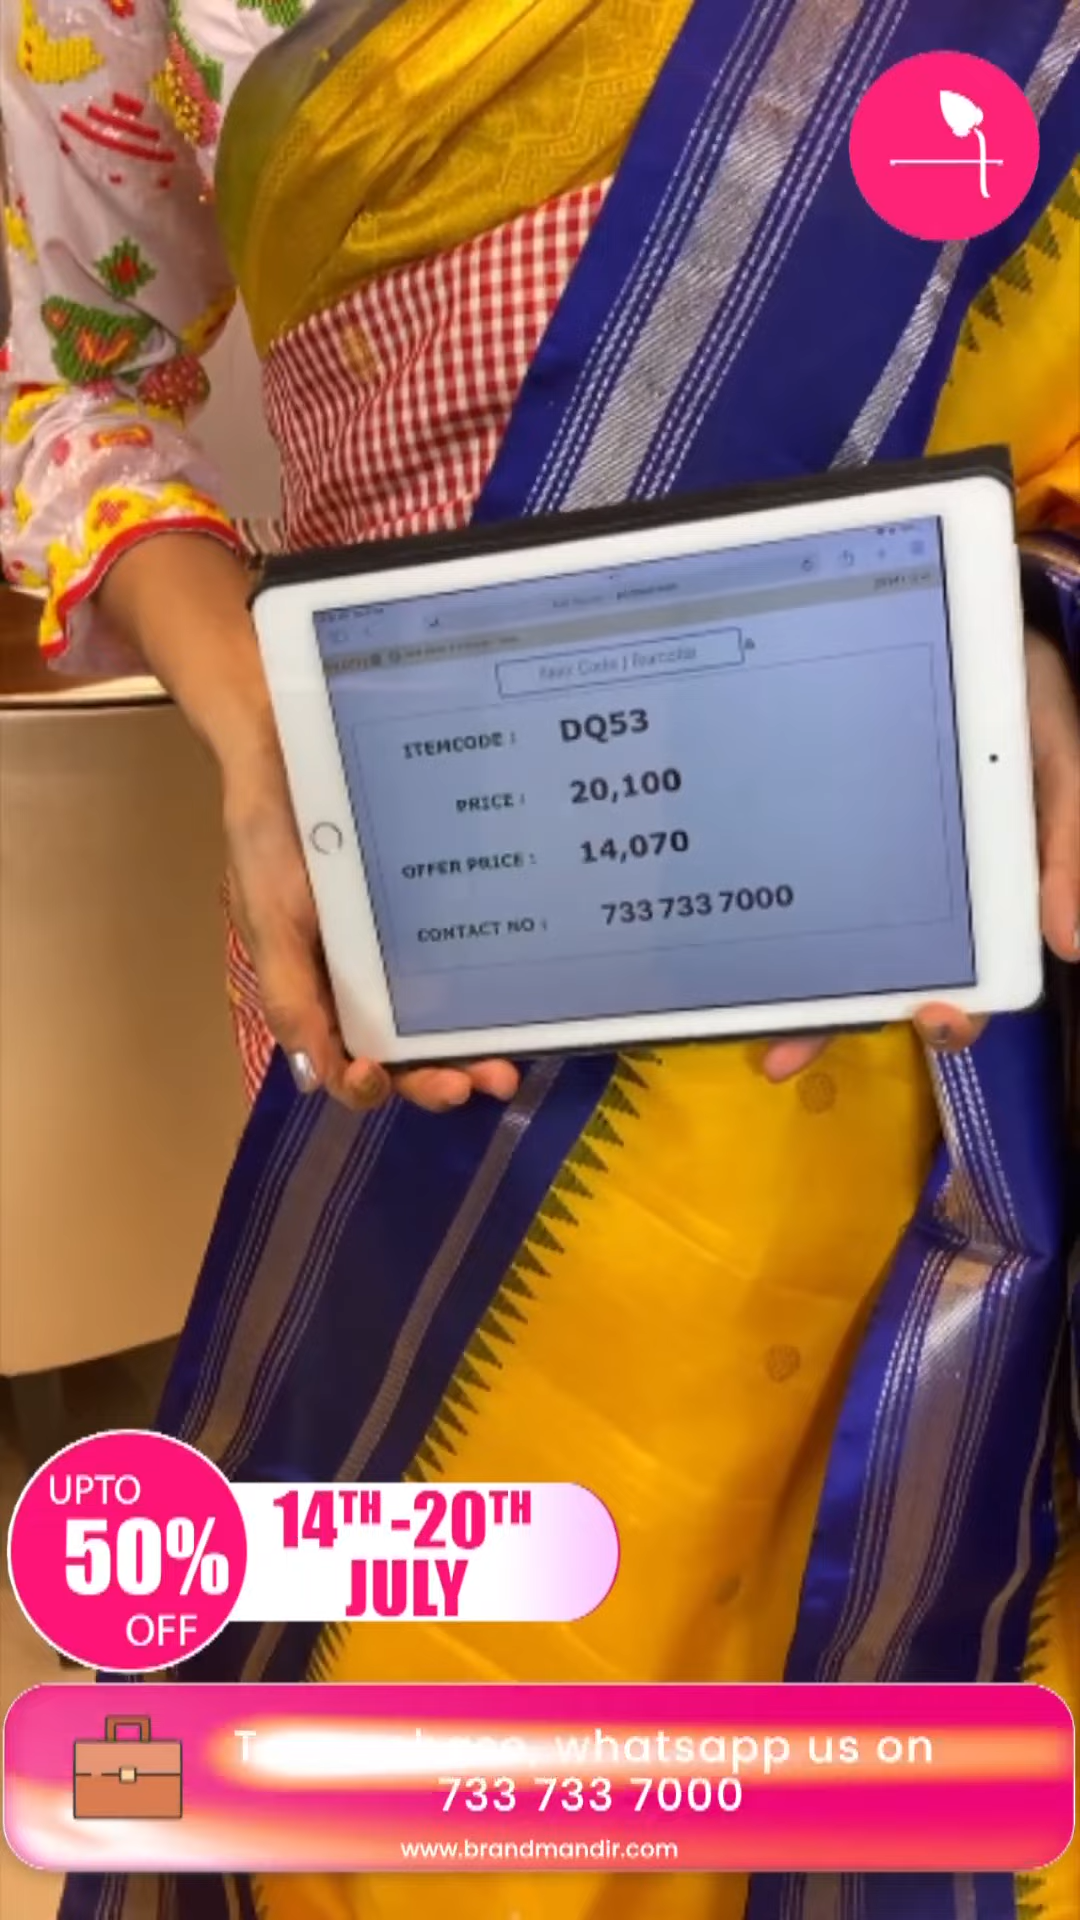 ITEMCODE : DQ53
PRICE : 20,100
OFFER PRICE : 14,070
CONTACT NO : 733 733 7000
UPTO
50%
OFF
14TH-20TH
JULY
whatsapp us on
733 733 7000
www.brandmandir.com